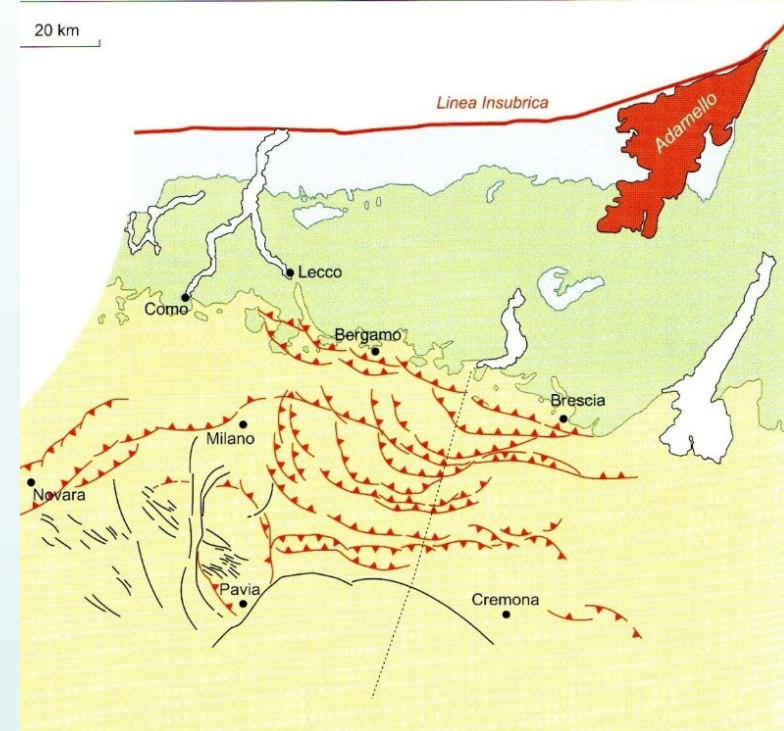 20 km
Linea Insubrica
Adamello
Lecco
Como
Bergamo
Brescia
Milano
Novara
Pavia
Cremona